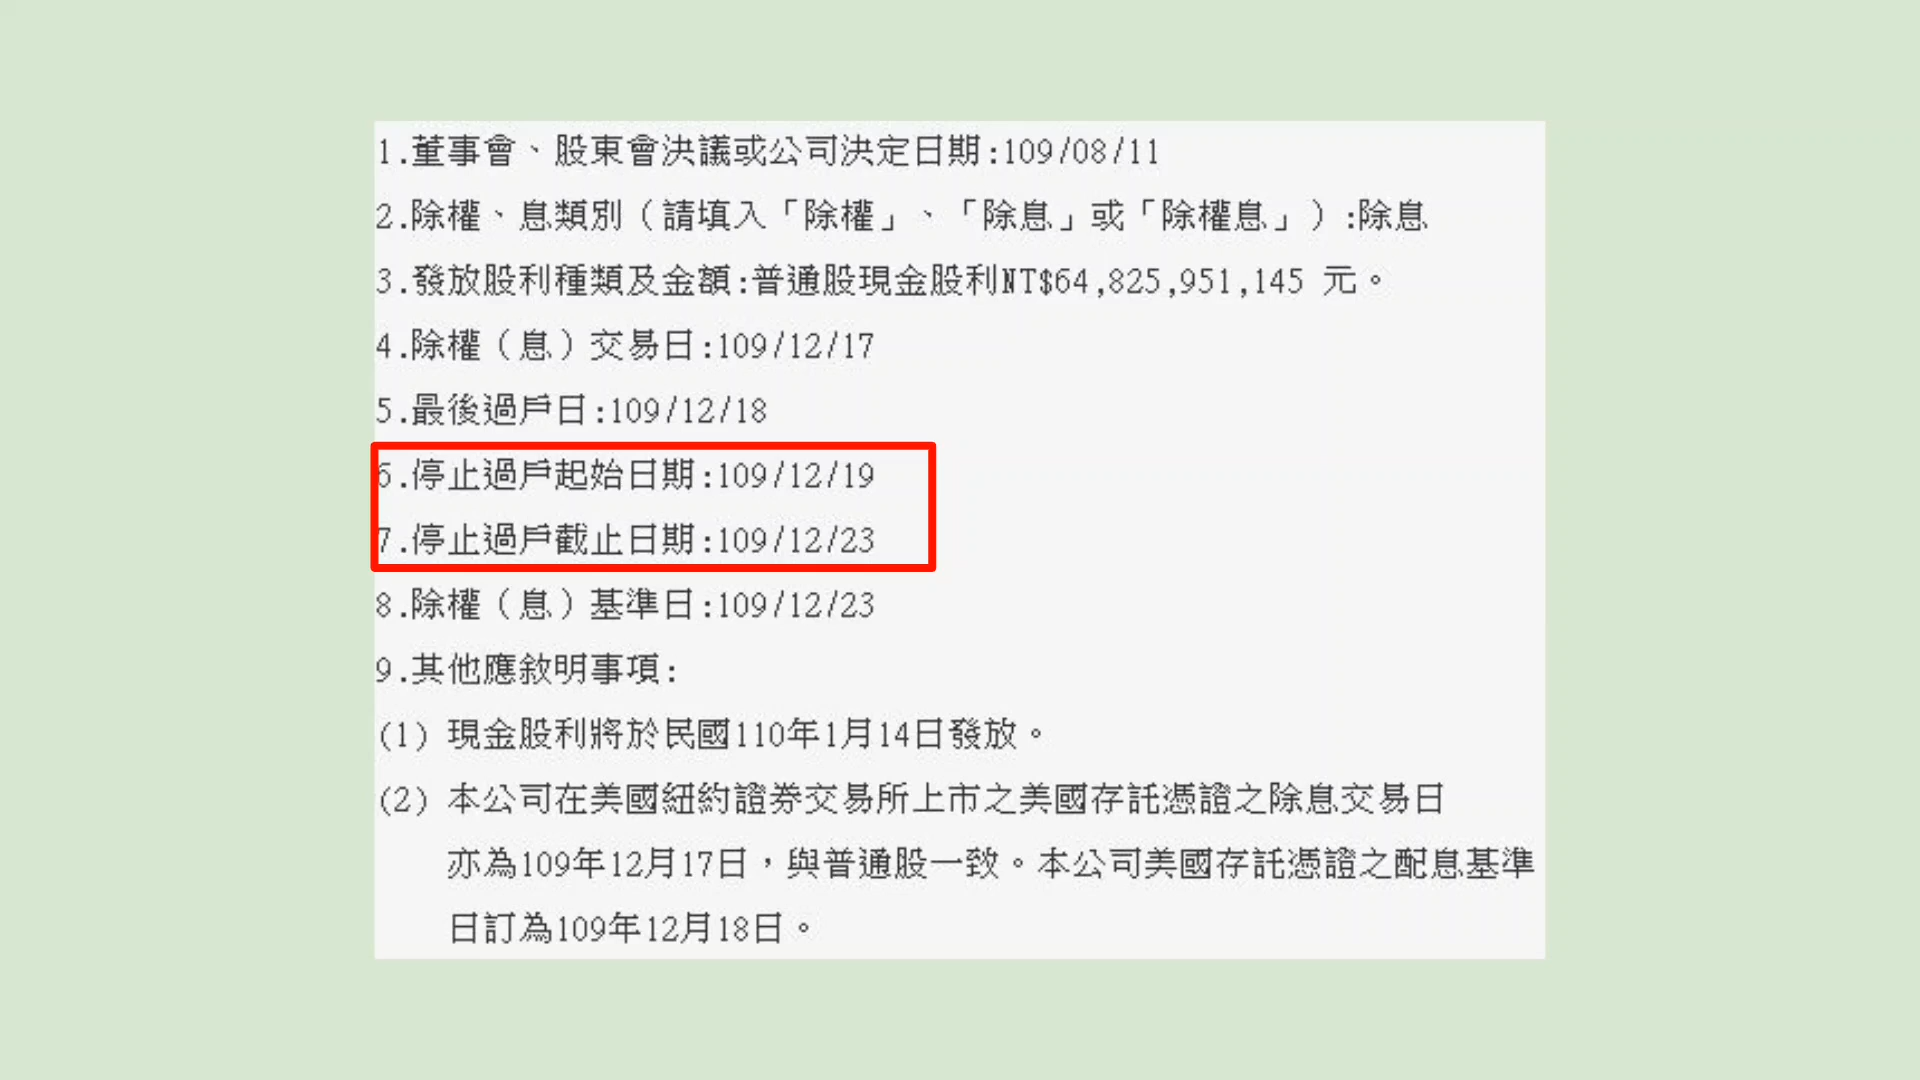 1.董事會、股東會決議或公司決定日期:109/08/11
2.除權、息類別（請填入「除權」、「除息」或「除權息」）:除息
3.發放股利種類及金額:普通股現金股利NT$64,825,951,145 元。
4.除權（息）交易日:109/12/17
5.最後過戶日:109/12/18
6.停止過戶起始日期:109/12/19
7.停止過戶截止日期:109/12/23
8.除權（息）基準日:109/12/23
9.其他應敘明事項:
(1) 現金股利將於民國110年1月14日發放。
(2) 本公司在美國紐約證券交易所上市之美國存託憑證之除息交易日
亦為109年12月17日，與普通股一致。本公司美國存託憑證之配息基準
日訂為109年12月18日。